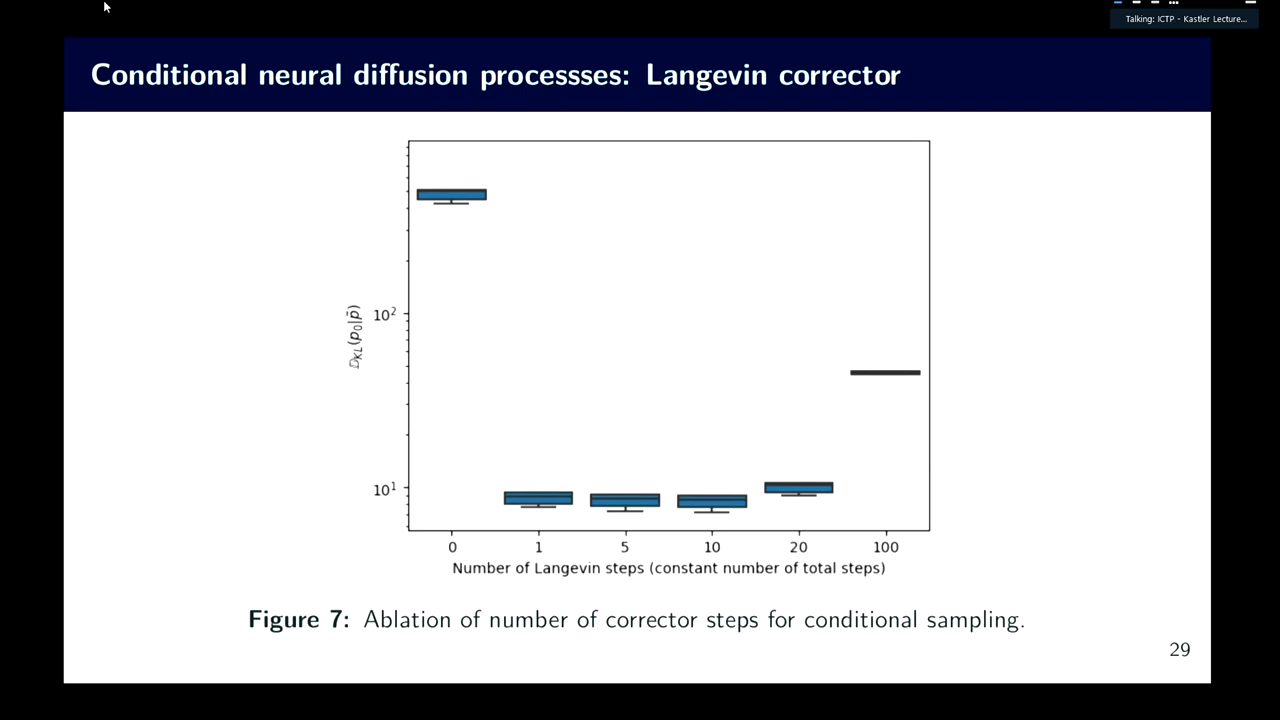 Talking: ICTP - Kastler Lecture...
Conditional neural diffusion processses: Langevin corrector
10²
10¹
𝔻_KL(p₀|p̄)
0 1 5 10 20 100
Number of Langevin steps (constant number of total steps)
Figure 7: Ablation of number of corrector steps for conditional sampling.
29